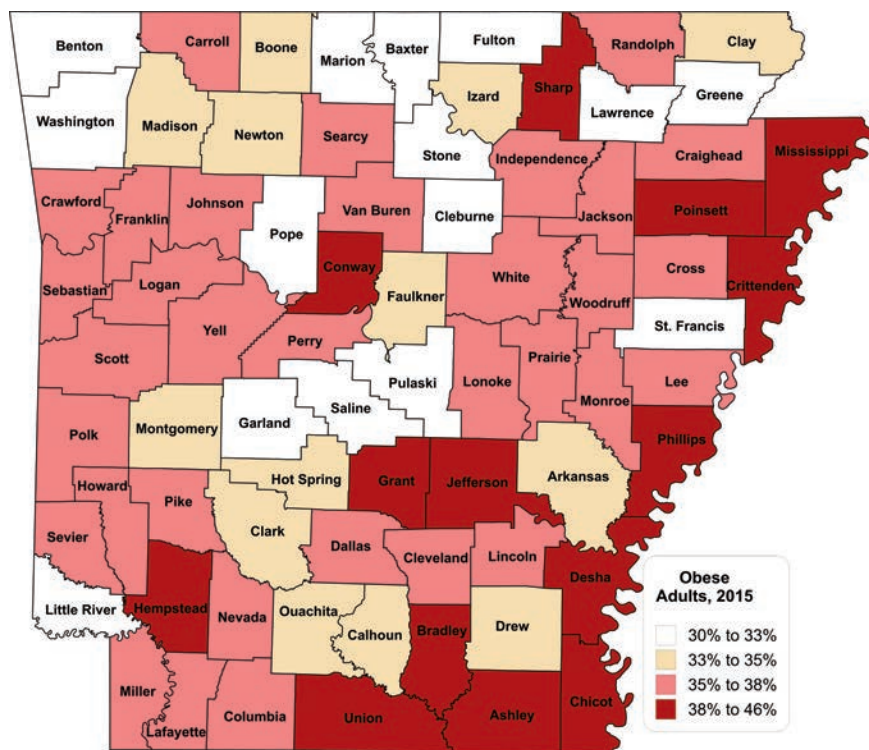 Benton
Carroll
Boone
Marion
Baxter
Fulton
Randolph
Clay
Sharp
Izard
Lawrence
Greene
Washington
Madison
Newton
Searcy
Stone
Independence
Craighead
Mississippi
Crawford
Franklin
Johnson
Pope
Van Buren
Cleburne
Jackson
Poinsett
Conway
Faulkner
White
Woodruff
Cross
Crittenden
Sebastian
Logan
Yell
Perry
St. Francis
Scott
Pulaski
Lonoke
Prairie
Monroe
Lee
Saline
Garland
Montgomery
Polk
Phillips
Hot Spring
Grant
Jefferson
Arkansas
Howard
Pike
Clark
Dallas
Cleveland
Lincoln
Sevier
Desha
Little River
Hempstead
Nevada
Ouachita
Calhoun
Bradley
Drew
Miller
Lafayette
Columbia
Union
Ashley
Chicot
Obese
Adults, 2015
30% to 33%
33% to 35%
35% to 38%
38% to 46%